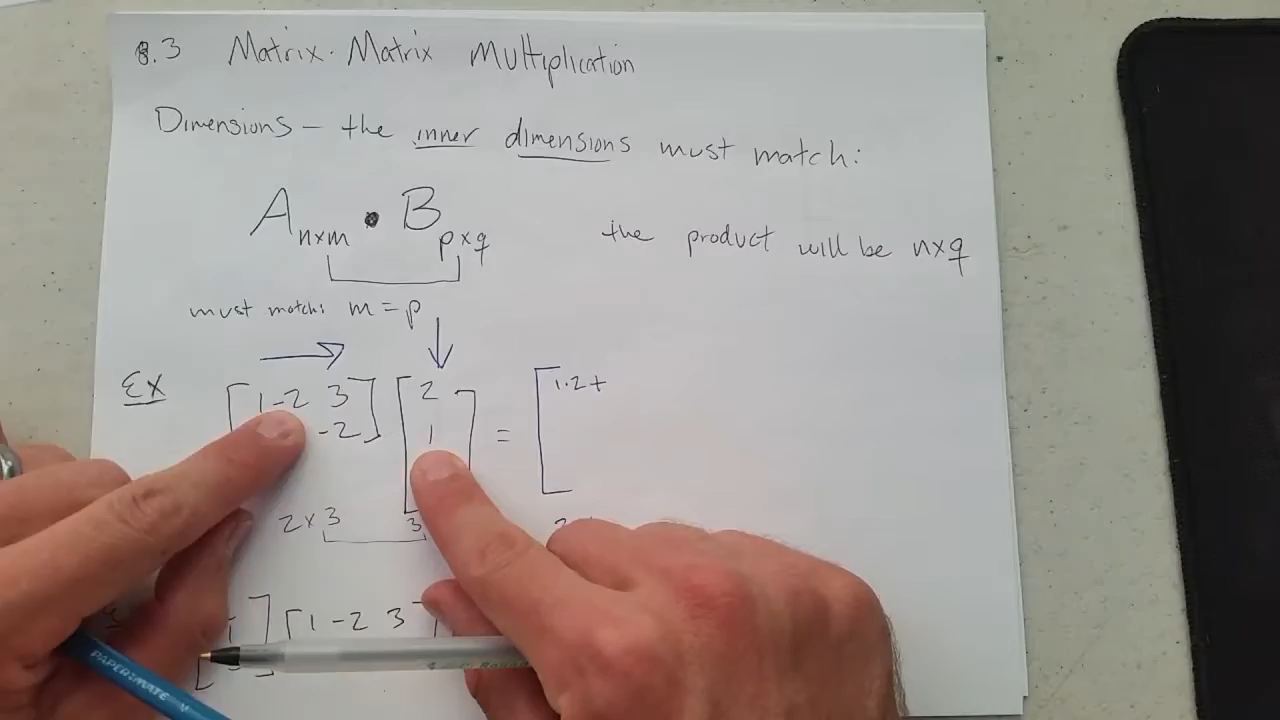 8.3 Matrix · Matrix Multiplication
Dimensions – the inner dimensions must match:
A n×m • B p×q
the product will be n×q
must match: m = p
Ex
1 -2 3
-2
2
1
=
1·2 +
2×3
3
1 -2 3
PAPER:MATE